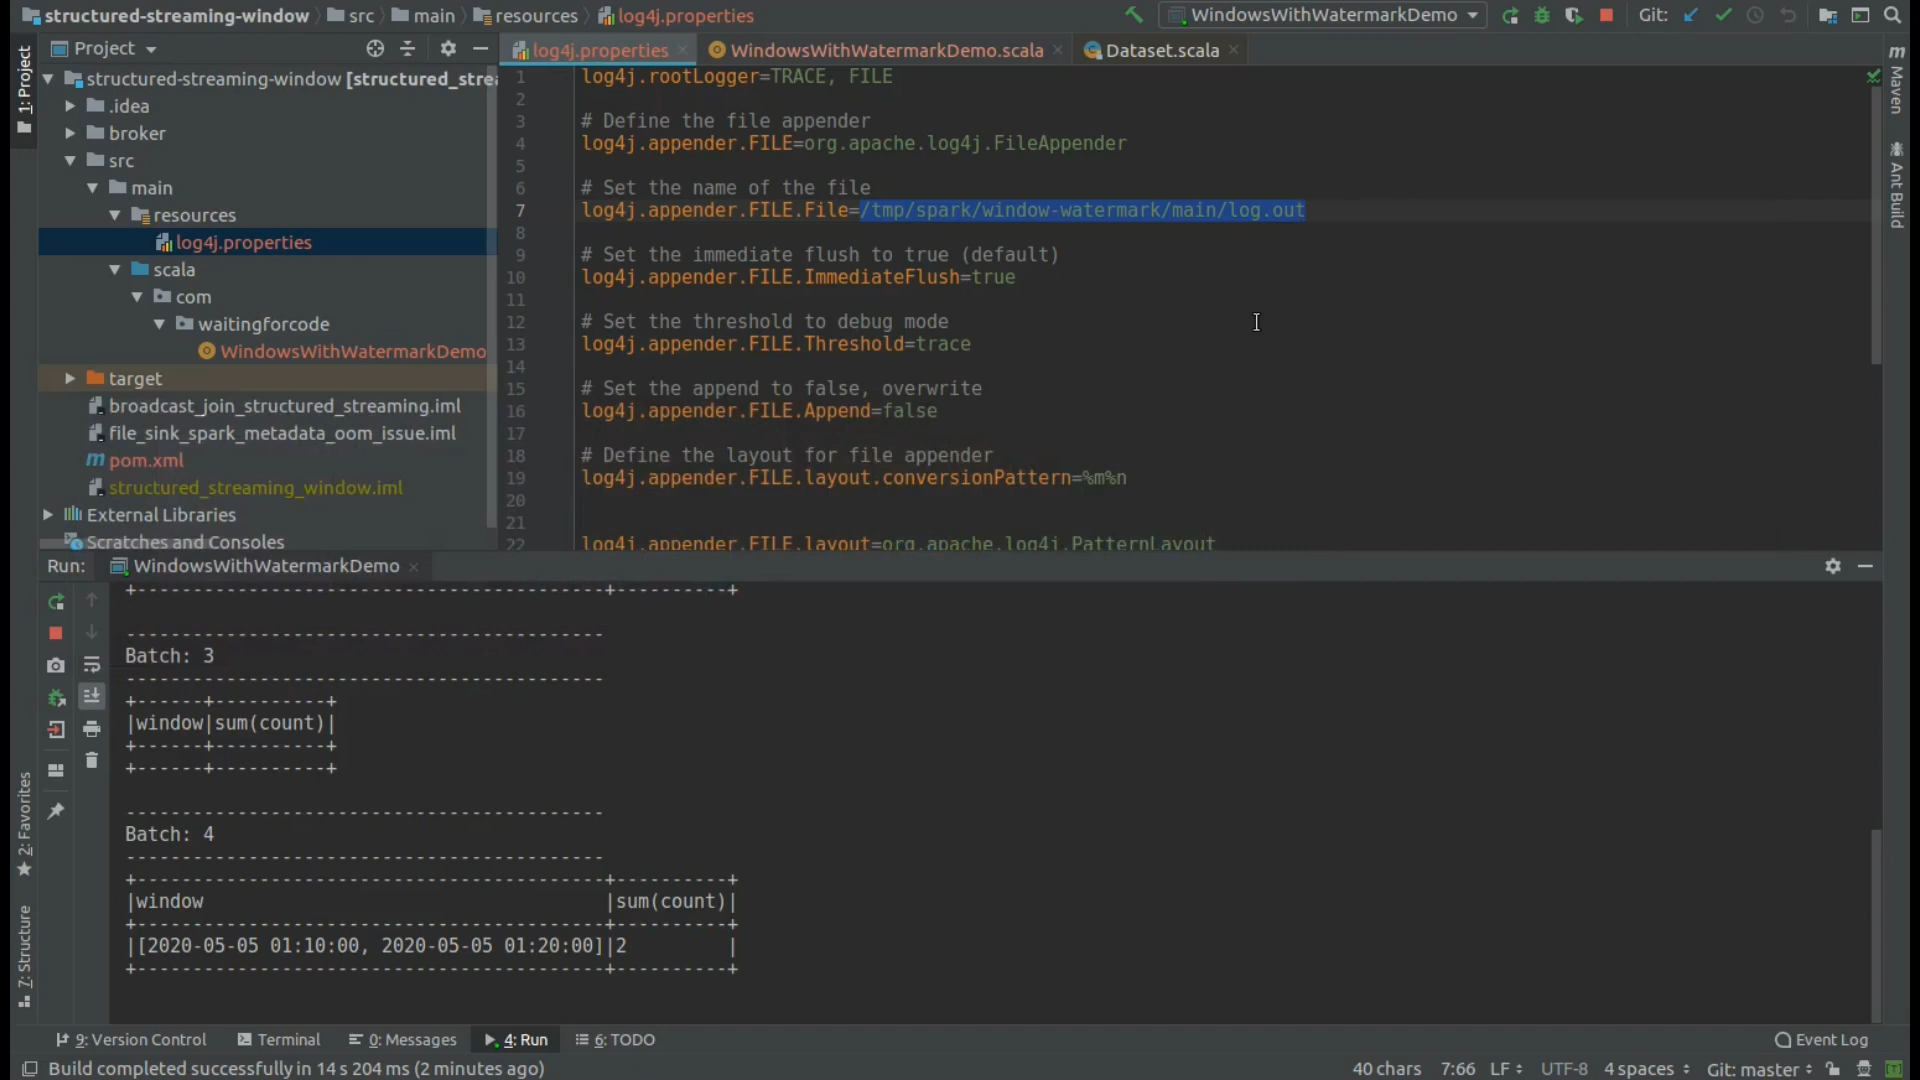 structured-streaming-window src main resources log4j.properties WindowsWithWatermarkDemo Git:
1: Project
Project
log4j.properties WindowsWithWatermarkDemo.scala Dataset.scala
structured-streaming-window [structured_strea
.idea
broker
src
main
resources
log4j.properties
scala
com
waitingforcode
WindowsWithWatermarkDemo
target
broadcast_join_structured_streaming.iml
file_sink_spark_metadata_oom_issue.iml
pom.xml
structured_streaming_window.iml
External Libraries
Scratches and Consoles
1 log4j.rootLogger=TRACE, FILE
2
3 # Define the file appender
4 log4j.appender.FILE=org.apache.log4j.FileAppender
5
6 # Set the name of the file
7 log4j.appender.FILE.File=/tmp/spark/window-watermark/main/log.out
8
9 # Set the immediate flush to true (default)
10 log4j.appender.FILE.ImmediateFlush=true
11
12 # Set the threshold to debug mode
13 log4j.appender.FILE.Threshold=trace
14
15 # Set the append to false, overwrite
16 log4j.appender.FILE.Append=false
17
18 # Define the layout for file appender
19 log4j.appender.FILE.layout.conversionPattern=%m%n
20
21
22 log4j.appender.FILE.layout=org.apache.log4j.PatternLayout
m Maven
Ant Build
Run: WindowsWithWatermarkDemo
+------------------------------------------+----------+

-------------------------------------------
Batch: 3
-------------------------------------------
+------+----------+
|window|sum(count)|
+------+----------+
+------+----------+

-------------------------------------------
Batch: 4
-------------------------------------------
+------------------------------------------+----------+
|window                                    |sum(count)|
+------------------------------------------+----------+
|[2020-05-05 01:10:00, 2020-05-05 01:20:00]|2         |
+------------------------------------------+----------+
2: Favorites
7: Structure
9: Version Control Terminal 0: Messages 4: Run 6: TODO Event Log
Build completed successfully in 14 s 204 ms (2 minutes ago) 40 chars 7:66 LF UTF-8 4 spaces Git: master